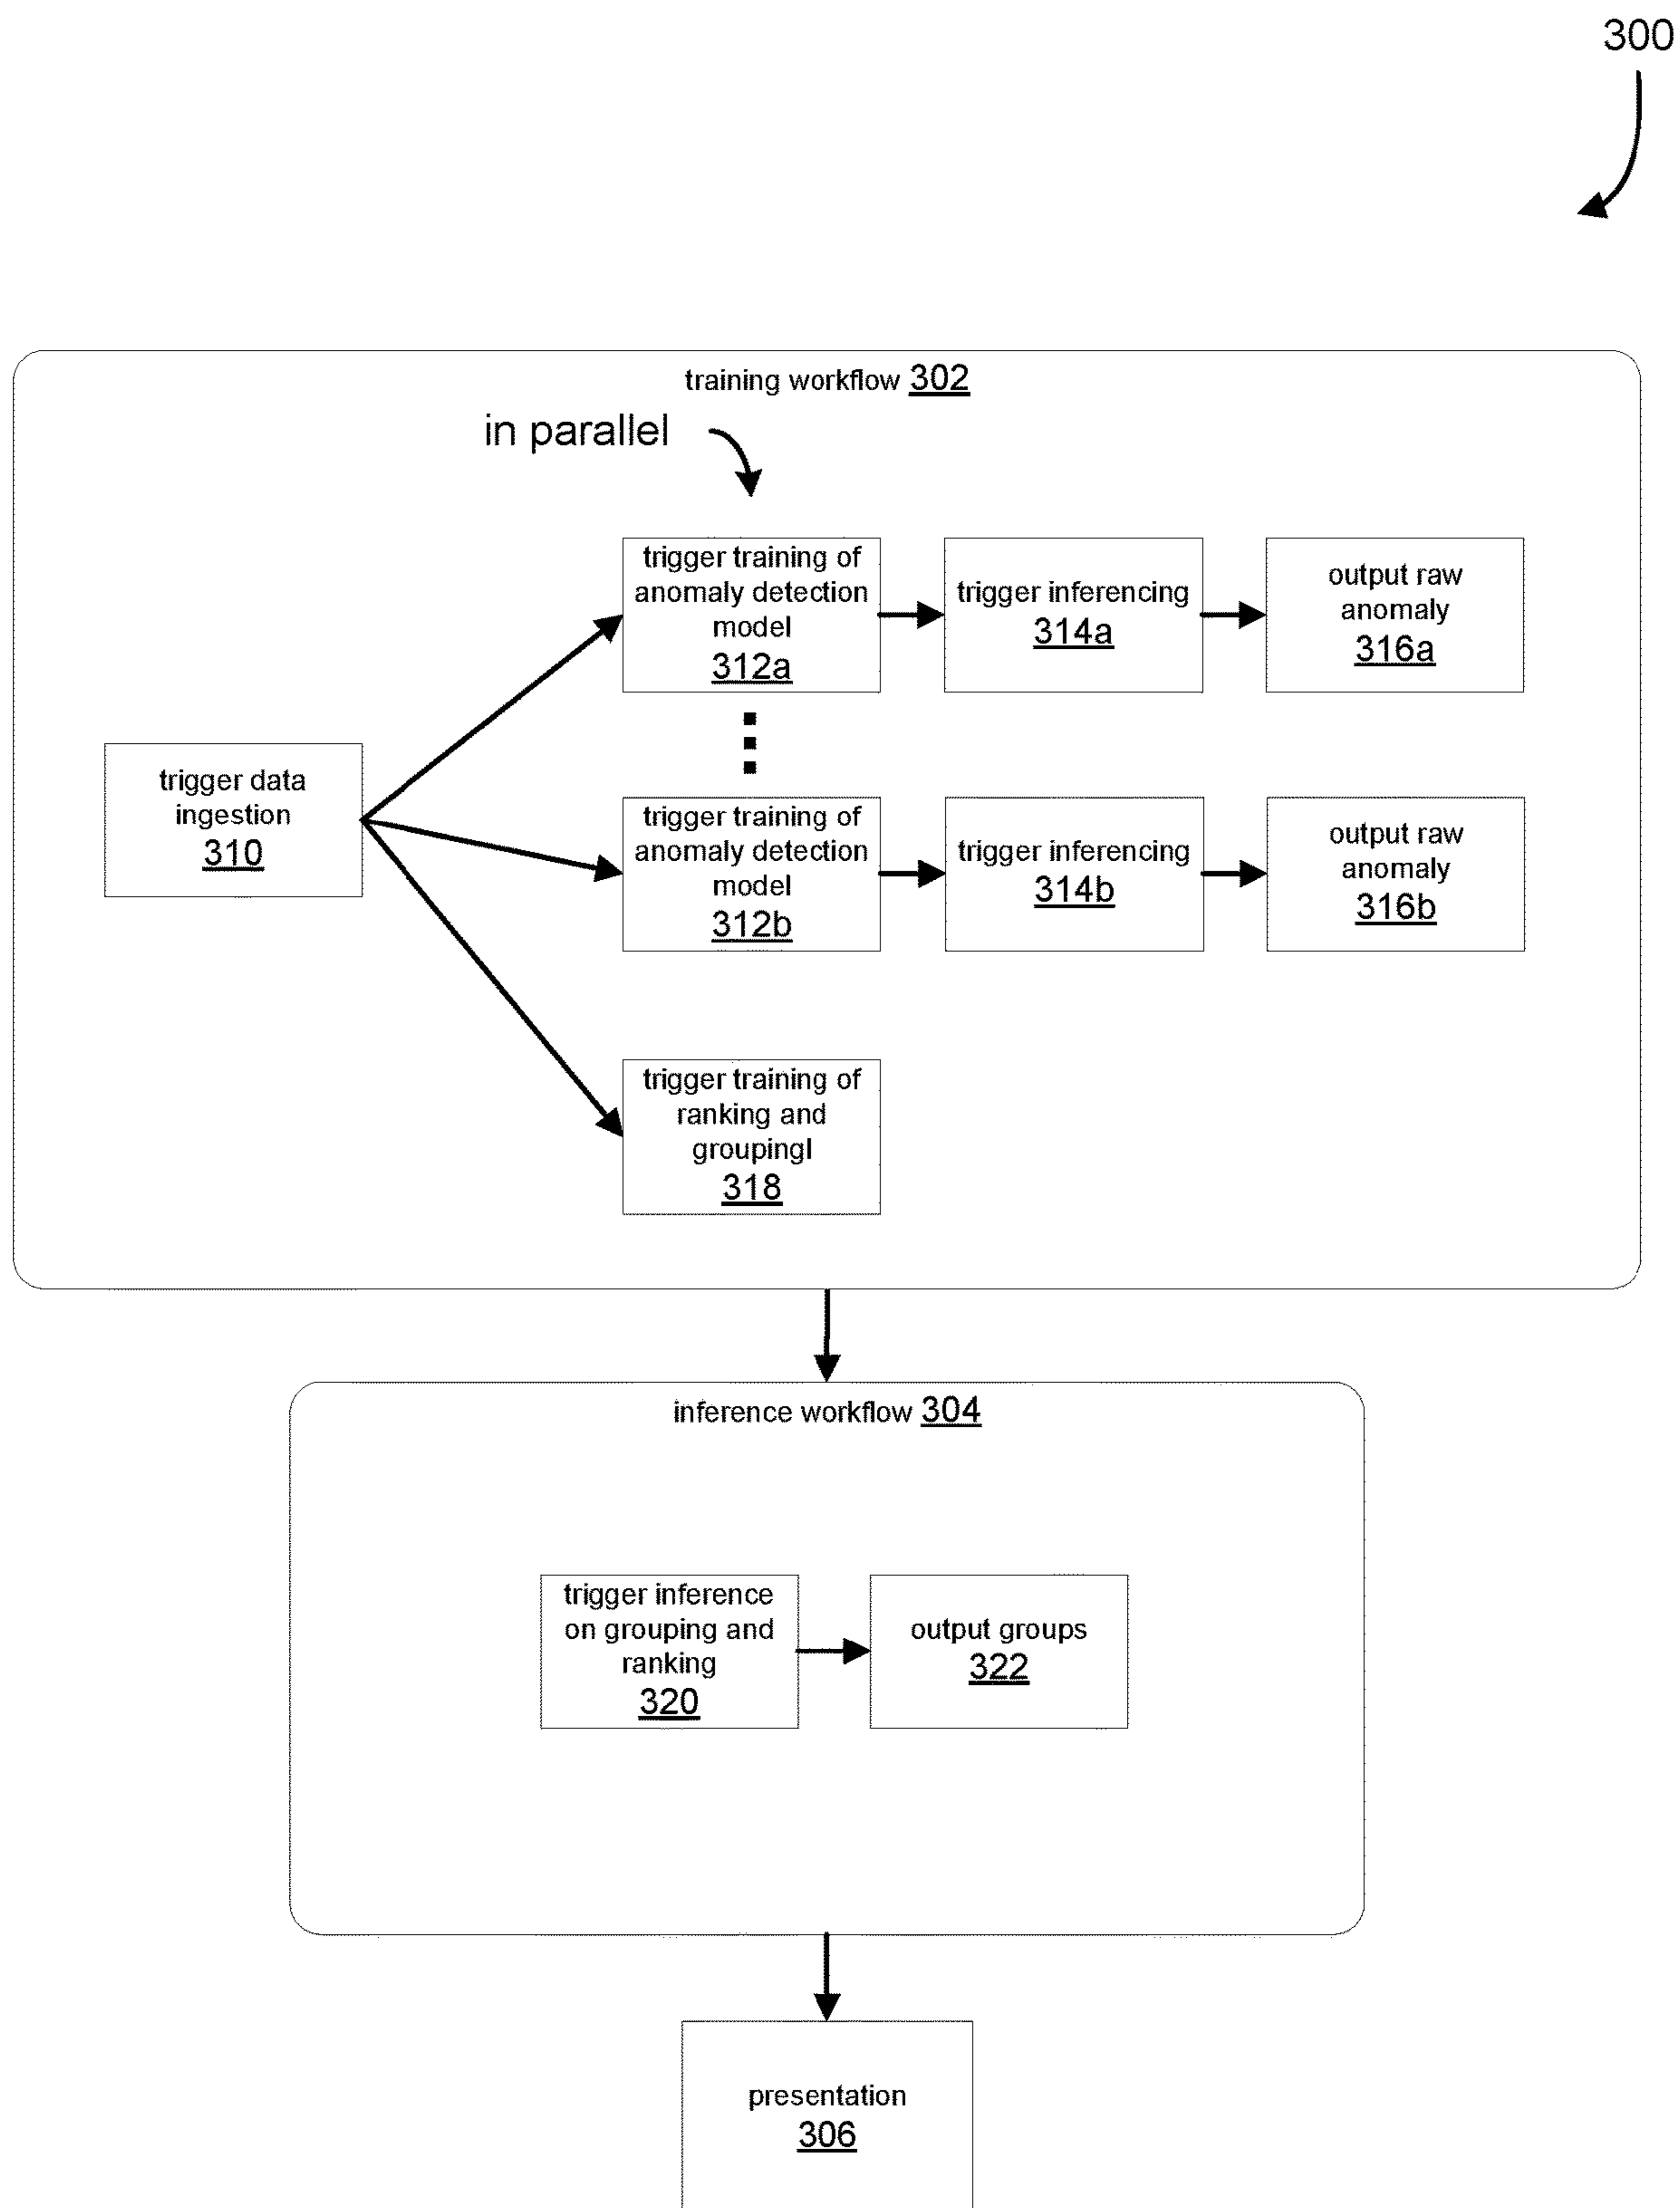 300
training workflow 302
in parallel
trigger training of
anomaly detection
model
312a
trigger inferencing
314a
output raw
anomaly
316a
trigger data
ingestion
310
trigger training of
anomaly detection
model
312b
trigger inferencing
314b
output raw
anomaly
316b
trigger training of
ranking and
groupingl
318
inference workflow 304
trigger inference
on grouping and
ranking
320
output groups
322
presentation
306